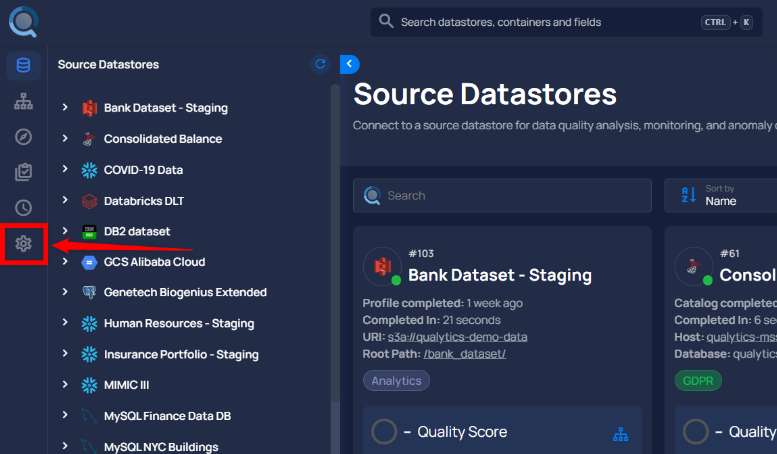 Search datastores, containers and fields
CTRL + K
Source Datastores
Bank Dataset - Staging
Consolidated Balance
COVID-19 Data
Databricks DLT
DB2 dataset
GCS Alibaba Cloud
Genetech Biogenius Extended
Human Resources - Staging
Insurance Portfolio - Staging
MIMIC III
MySQL Finance Data DB
MySQL NYC Buildings
Source Datastores
Connect to a source datastore for data quality analysis, monitoring, and anomaly
Search
Sort by
Name
#103
Bank Dataset - Staging
Profile completed: 1 week ago
Completed In: 21 seconds
URI: s3a://qualytics-demo-data
Root Path: /bank_dataset/
Analytics
– Quality Score
#61
Consol
Catalog completed
Completed In: 6 se
Host: qualytics-mss
Database: qualytics
GDPR
– Quality